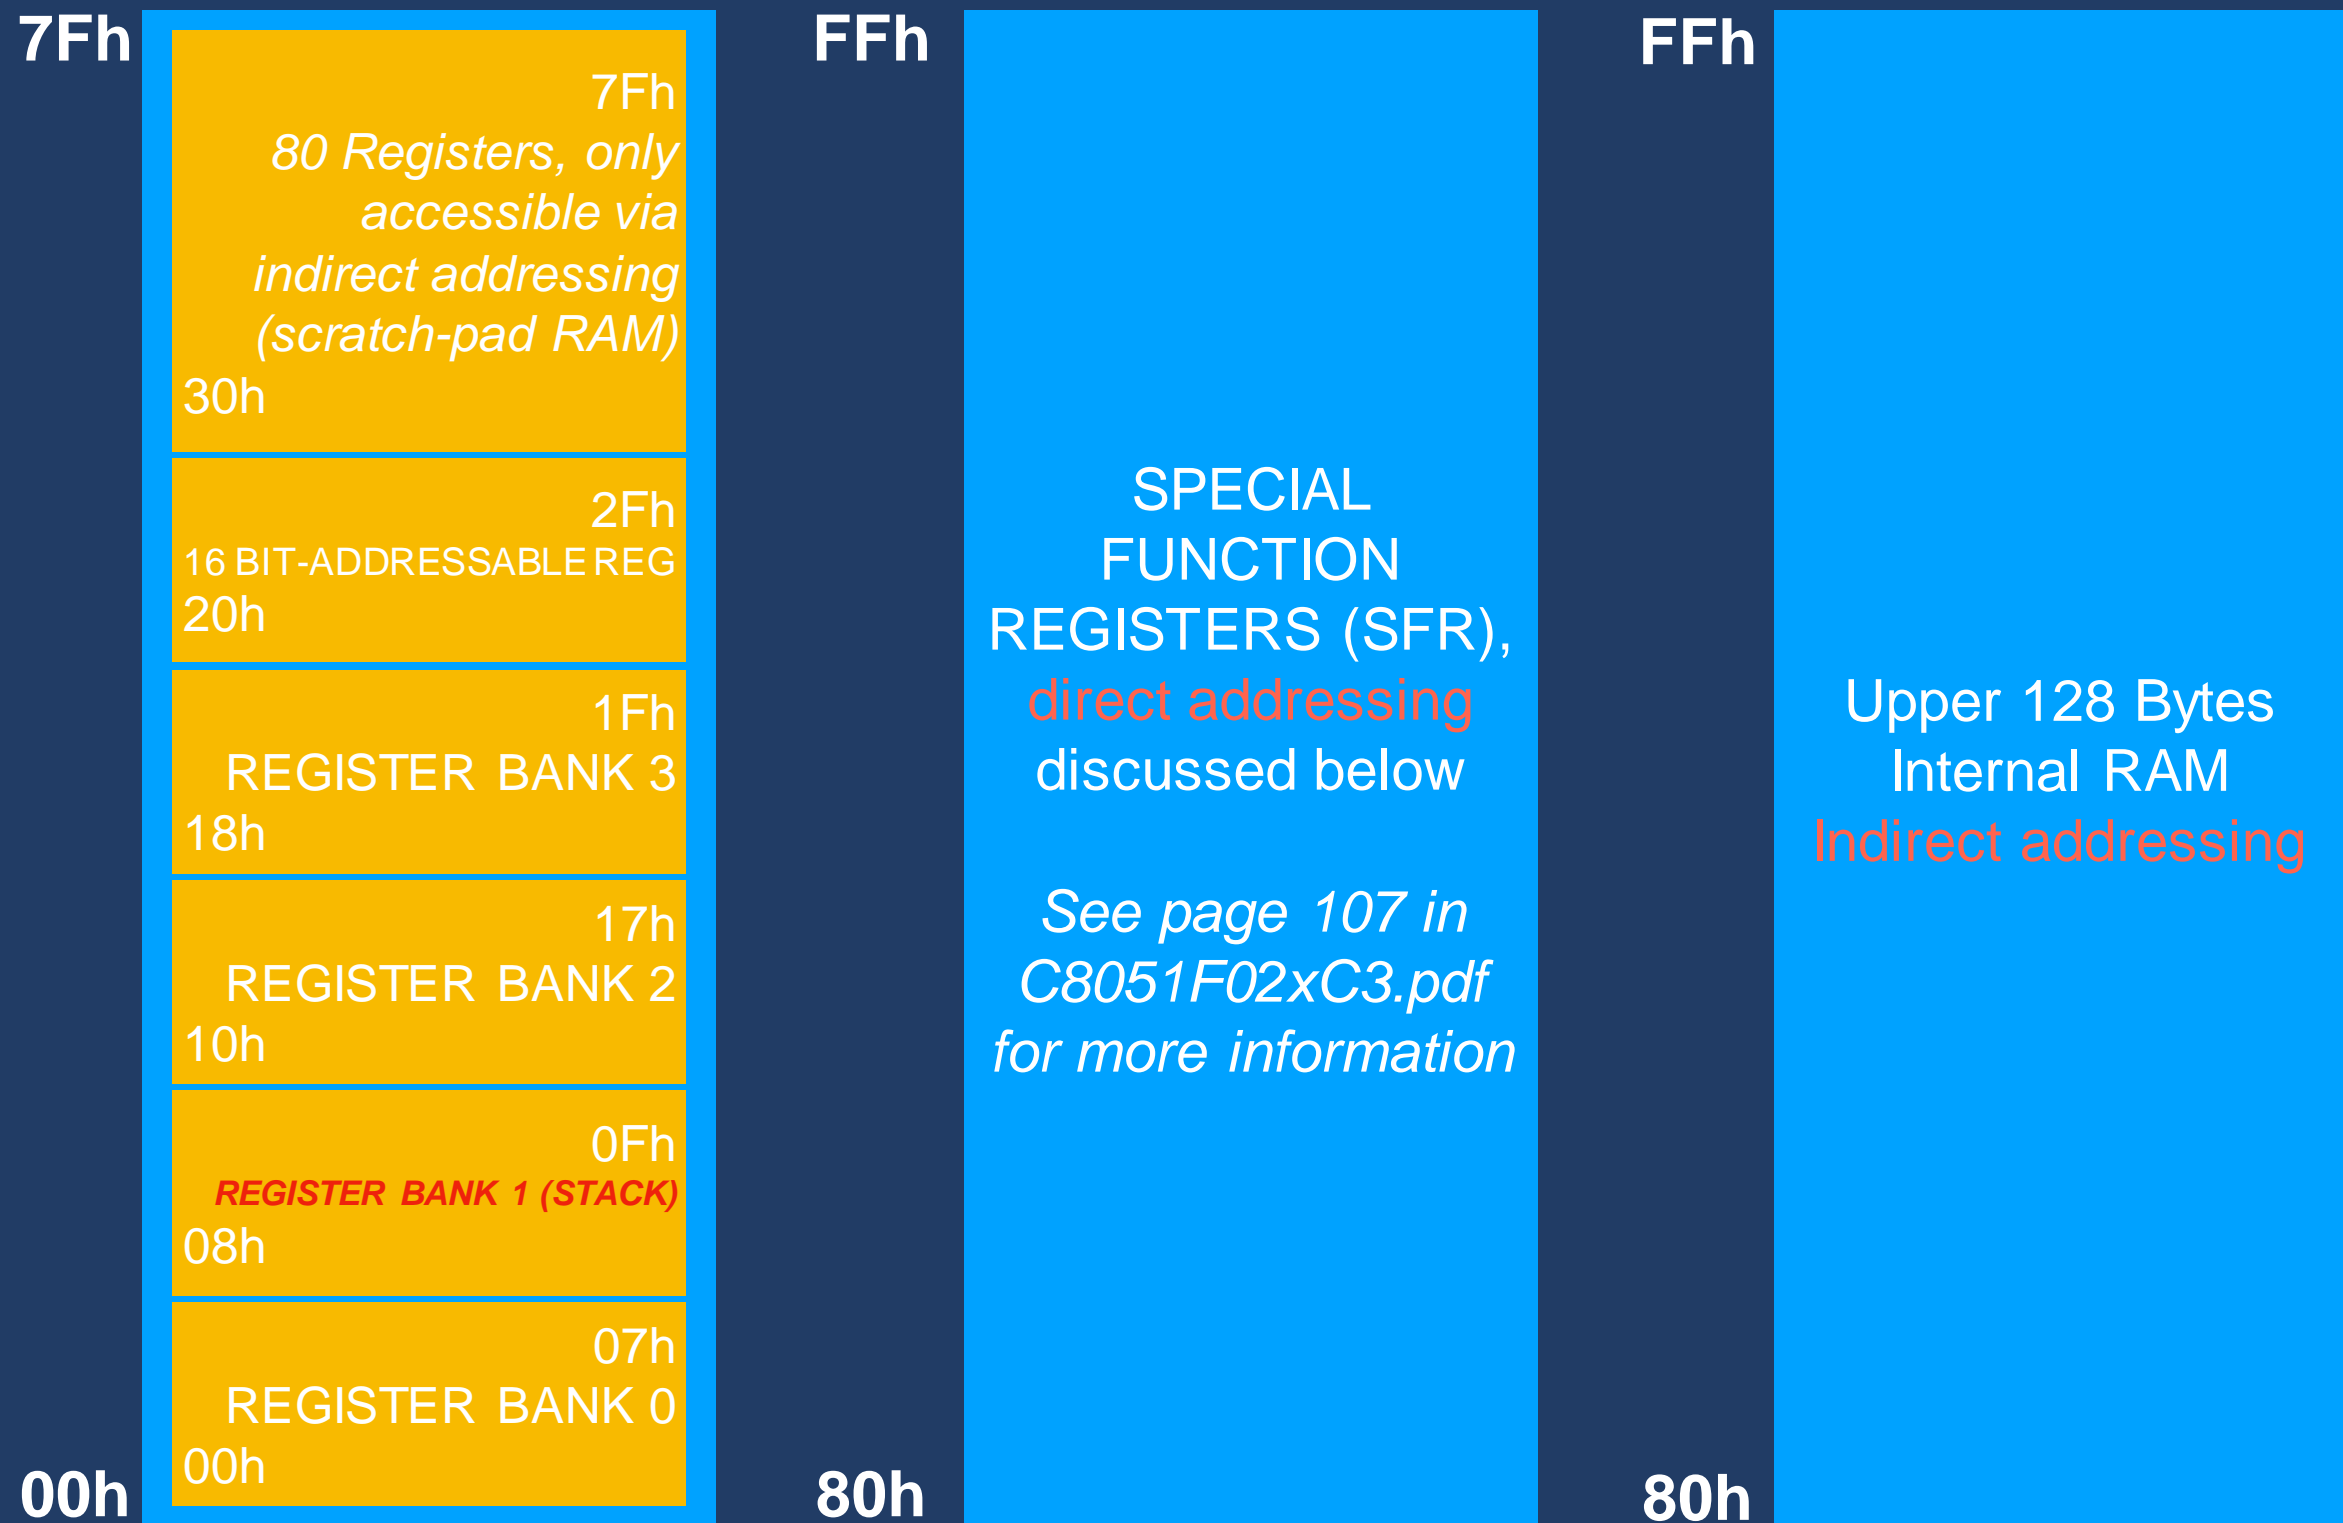 7Fh
7Fh
80 Registers, only
accessible via
indirect addressing
(scratch-pad RAM)
30h
2Fh
16 BIT-ADDRESSABLE REG
20h
1Fh
REGISTER BANK 3
18h
17h
REGISTER BANK 2
10h
0Fh
REGISTER BANK 1 (STACK)
08h
07h
REGISTER BANK 0
00h
00h
FFh
SPECIAL
FUNCTION
REGISTERS (SFR),
direct addressing
discussed below
See page 107 in
C8051F02xC3.pdf
for more information
80h
FFh
Upper 128 Bytes
Internal RAM
Indirect addressing
80h